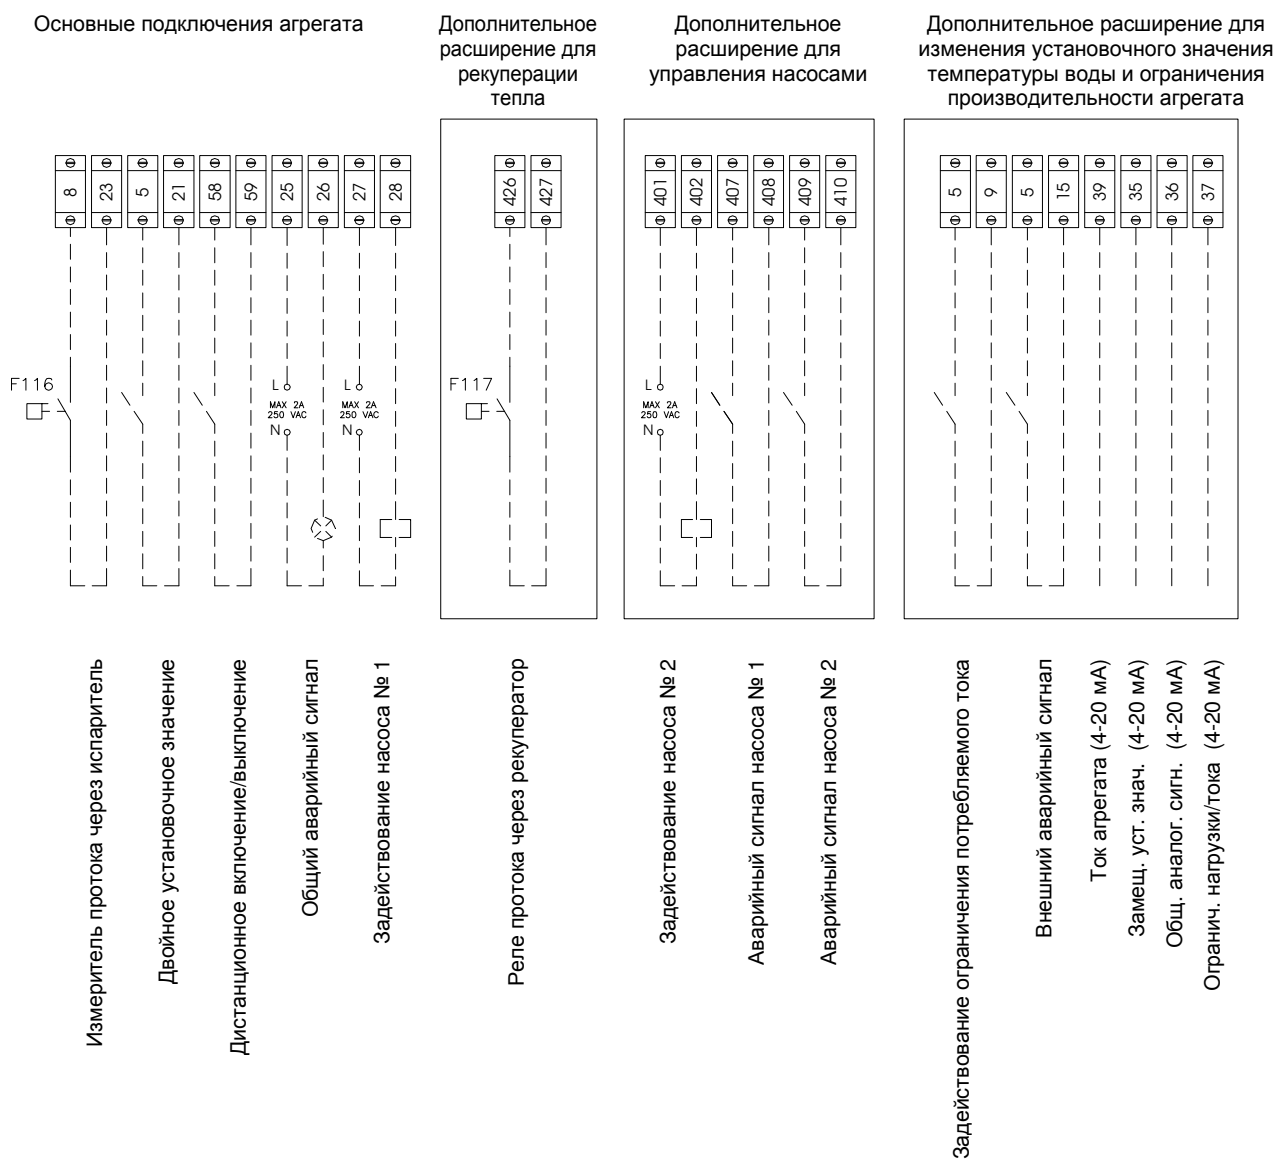 Основные подключения агрегата
Дополнительное
расширение для
рекуперации
тепла
Дополнительное
расширение для
управления насосами
Дополнительное расширение для
изменения установочного значения
температуры воды и ограничения
производительности агрегата
8 23 5 21 58 59 25 26 27 28
426 427
401 402 407 408 409 410
5 9 5 15 39 35 36 37
F116
L
MAX 2A
250 VAC
N
L
MAX 2A
250 VAC
N
F117
L
MAX 2A
250 VAC
N
Измеритель протока через испаритель
Двойное установочное значение
Дистанционное включение/выключение
Общий аварийный сигнал
Задействование насоса № 1
Реле протока через рекуператор
Задействование насоса № 2
Аварийный сигнал насоса № 1
Аварийный сигнал насоса № 2
Задействование ограничения потребляемого тока
Внешний аварийный сигнал
Ток агрегата (4-20 мА)
Замещ. уст. знач. (4-20 мА)
Общ. аналог. сигн. (4-20 мА)
Огранич. нагрузки/тока (4-20 мА)